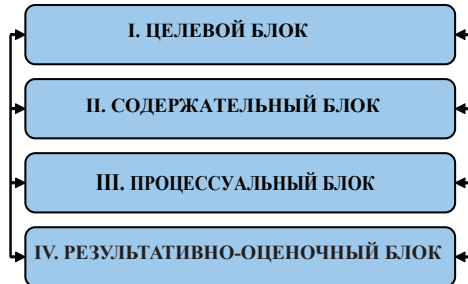 I. ЦЕЛЕВОЙ БЛОК
II. СОДЕРЖАТЕЛЬНЫЙ БЛОК
III. ПРОЦЕССУАЛЬНЫЙ БЛОК
IV. РЕЗУЛЬТАТИВНО-ОЦЕНОЧНЫЙ БЛОК